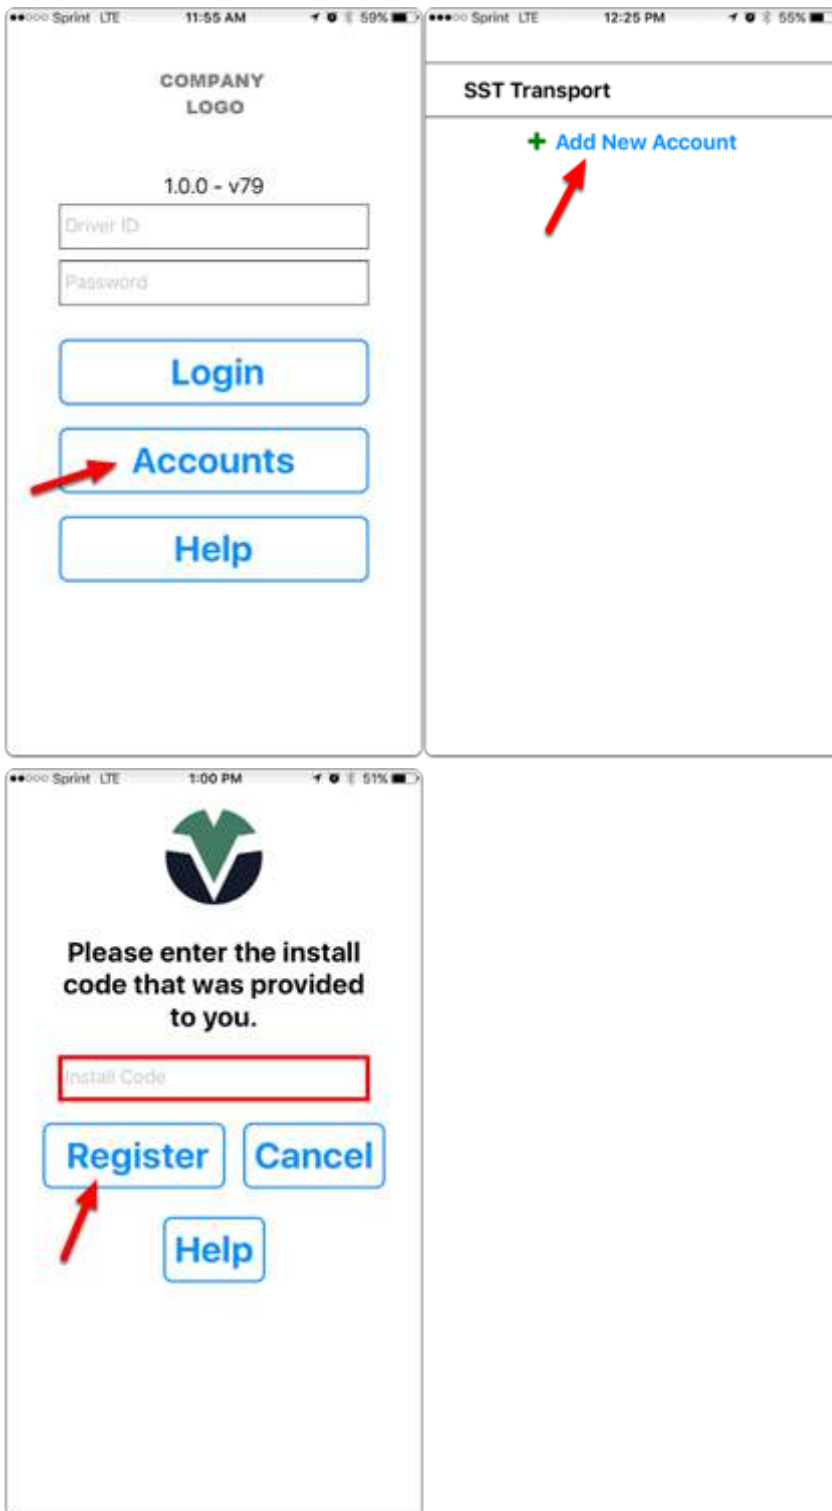 Sprint LTE 11:55 AM 59%
COMPANY
LOGO
1.0.0 - v79
Driver ID
Password
Login
Accounts
Help
Sprint LTE 12:25 PM 55%
SST Transport
+ Add New Account
Sprint LTE 1:00 PM 51%
Please enter the install
code that was provided
to you.
Install Code
Register Cancel
Help